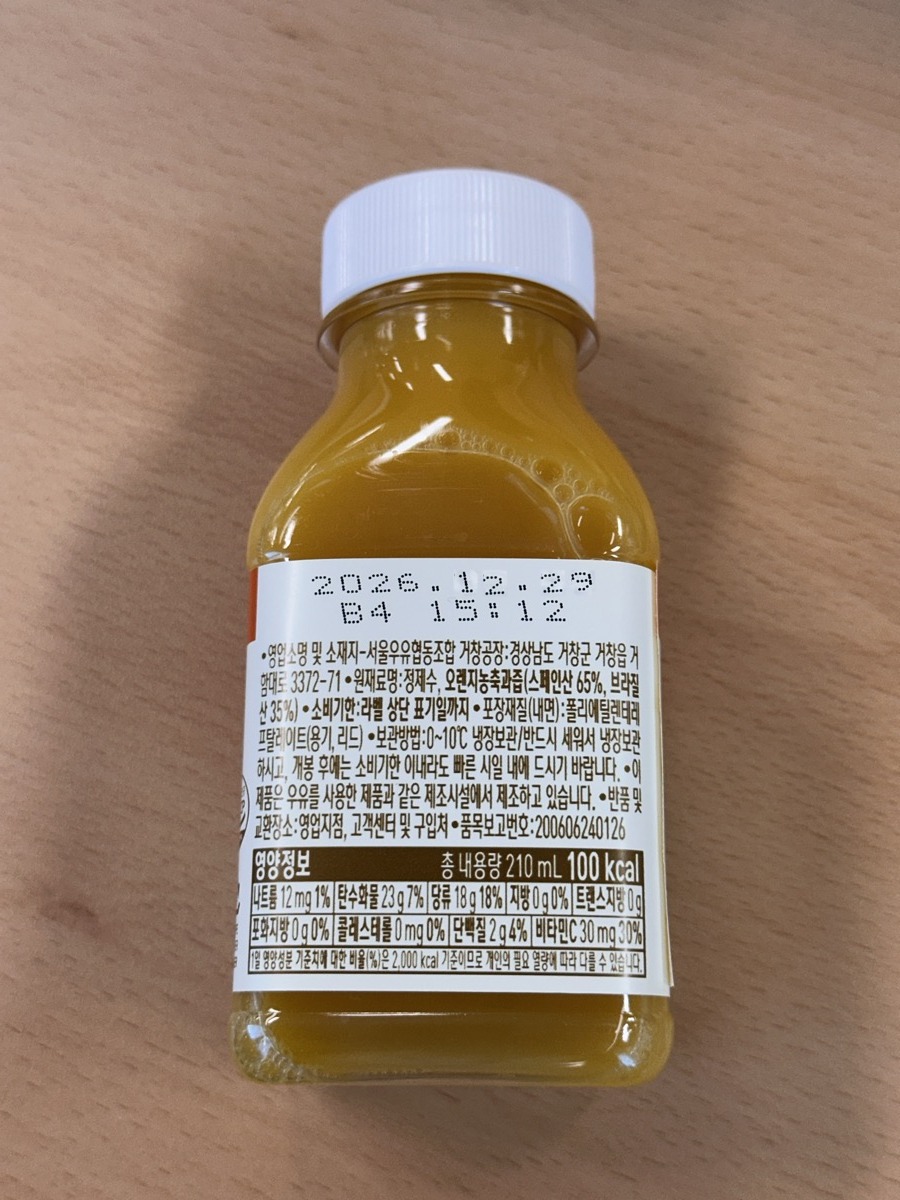 2026.12.29
B4 15:12
•영업소명 및 소재지-서울우유협동조합 거창공장:경상남도 거창군 거창읍 거
함대로 3372-71 •원재료명:정제수, 오렌지농축과즙(스페인산 65%, 브라질
산 35%) •소비기한:라벨 상단 표기일까지 •포장재질(내면):폴리에틸렌테레
프탈레이트(용기, 리드) •보관방법:0~10℃ 냉장보관/반드시 세워서 냉장보관
하시고, 개봉 후에는 소비기한 이내라도 빠른 시일 내에 드시기 바랍니다. •이
제품은 우유를 사용한 제품과 같은 제조시설에서 제조하고 있습니다. •반품 및
교환장소:영업지점, 고객센터 및 구입처 •품목보고번호:200606240126
영양정보 총 내용량 210 mL 100 kcal
나트륨 12 mg 1% 탄수화물 23 g 7% 당류 18 g 18% 지방 0 g 0% 트랜스지방 0 g
포화지방 0 g 0% 콜레스테롤 0 mg 0% 단백질 2 g 4% 비타민C 30 mg 30%
1일 영양성분 기준치에 대한 비율(%)은 2,000 kcal 기준이므로 개인의 필요 열량에 따라 다를 수 있습니다.